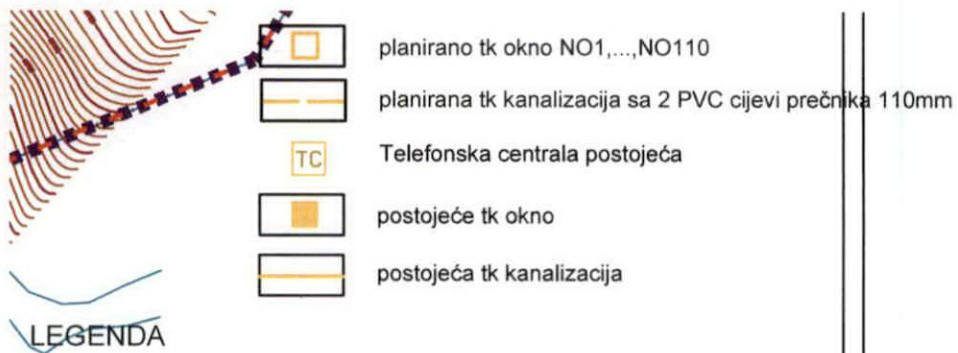 planirano tk okno NO1,...,NO110
planirana tk kanalizacija sa 2 PVC cijevi prečnika 110mm
TC Telefonska centrala postojeća
postojeće tk okno
postojeća tk kanalizacija
LEGENDA